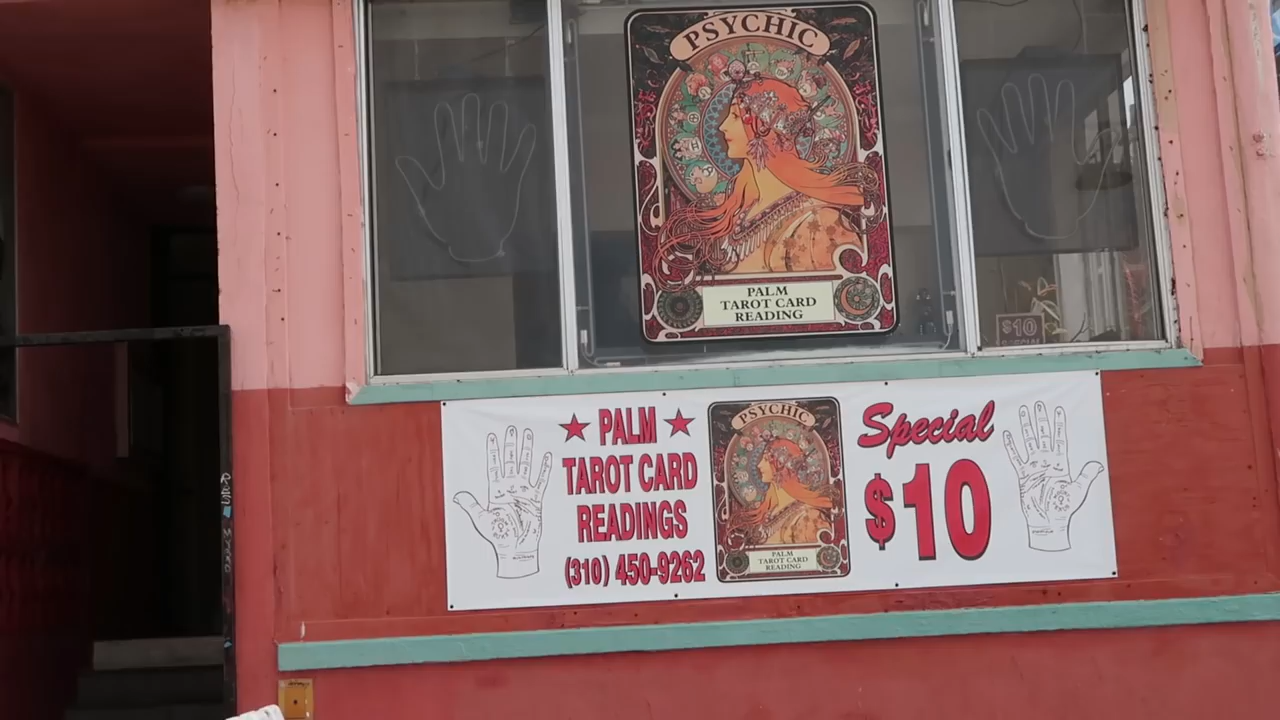 PSYCHIC
PALM
TAROT CARD
READING
$10
PALM
TAROT CARD
READINGS
(310) 450-9262
PSYCHIC
PALM
TAROT CARD
READING
Special
$10